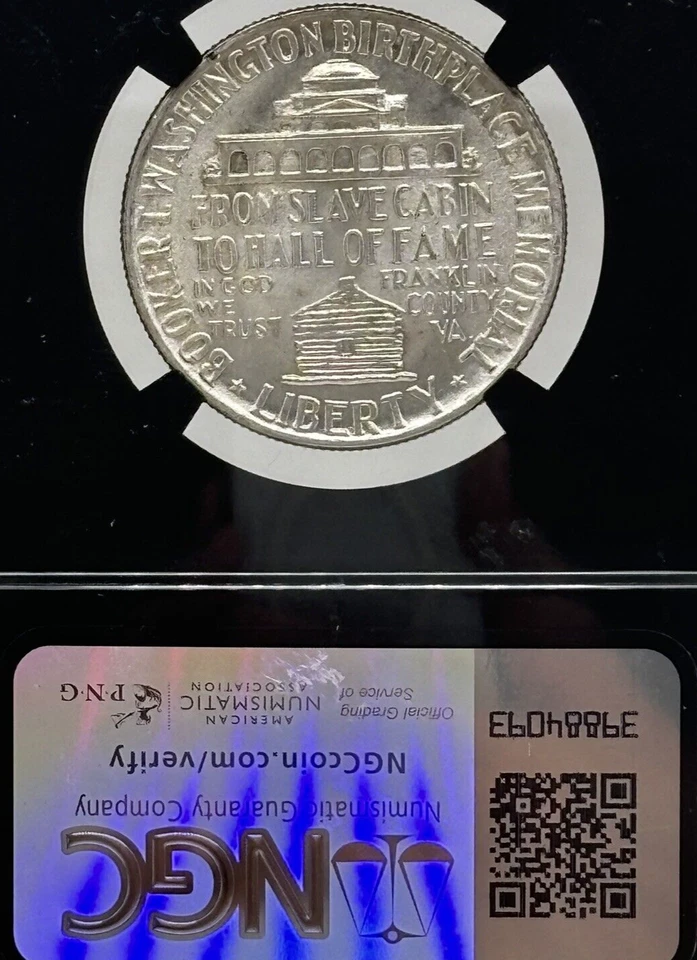 BOOKER T. WASHINGTON BIRTHPLACE MEMORIAL
FROM SLAVE CABIN
TO HALL OF FAME
IN GOD
WE
TRUST
FRANKLIN
COUNTY
VA.
LIBERTY
NGC
Numismatic Guaranty Company
NGCcoin.com/verify
Official Grading
Service of
AMERICAN
NUMISMATIC
ASSOCIATION
P·N·G
39884093